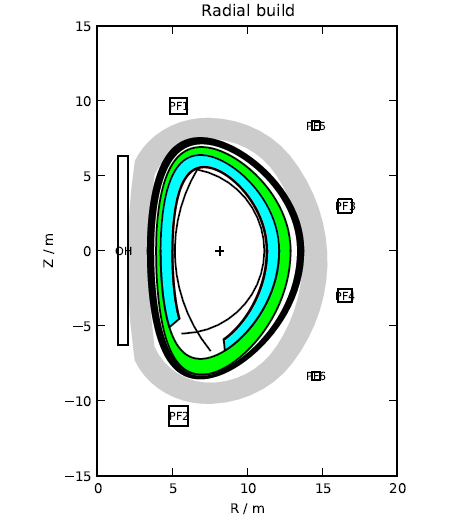 Radial build
15
10
5
0
−5
−10
−15
Z / m
PF1
PF5
PF3
OH
PF4
PF6
PF2
0
5
10
15
20
R / m